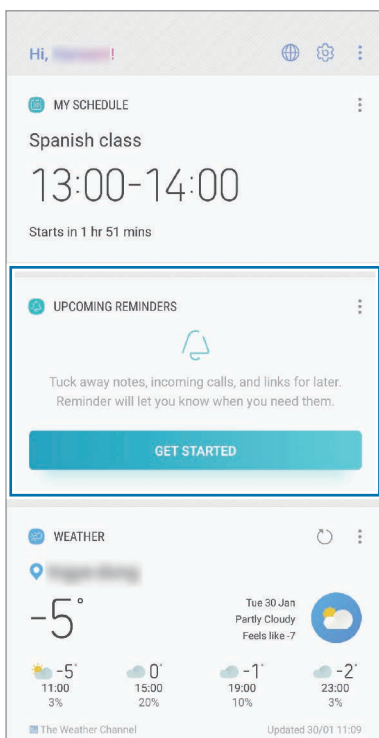 Hi, !
MY SCHEDULE
Spanish class
13:00-14:00
Starts in 1 hr 51 mins
UPCOMING REMINDERS
Tuck away notes, incoming calls, and links for later.
Reminder will let you know when you need them.
GET STARTED
WEATHER
-5°
Tue 30 Jan
Partly Cloudy
Feels like -7
-5° 0° -1° -2°
11:00 15:00 19:00 23:00
3% 20% 10% 3%
The Weather Channel Updated 30/01 11:09